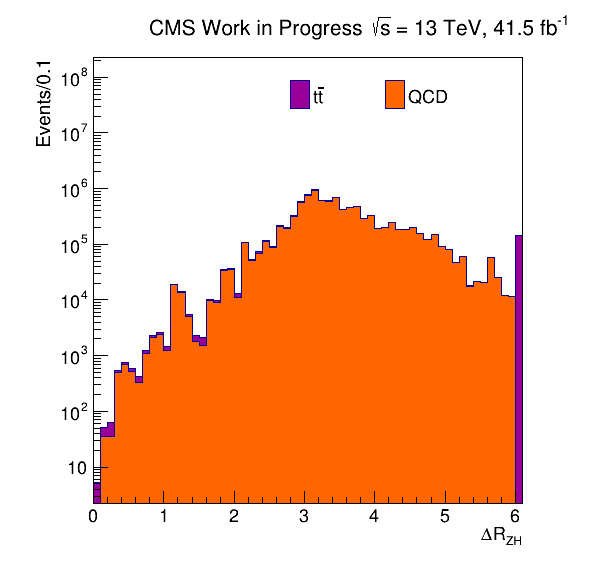 CMS Work in Progress √s = 13 TeV, 41.5 fb⁻¹
Events/0.1
tt̄
QCD
10⁸
10⁷
10⁶
10⁵
10⁴
10³
10²
10
0 1 2 3 4 5 6
ΔR_ZH